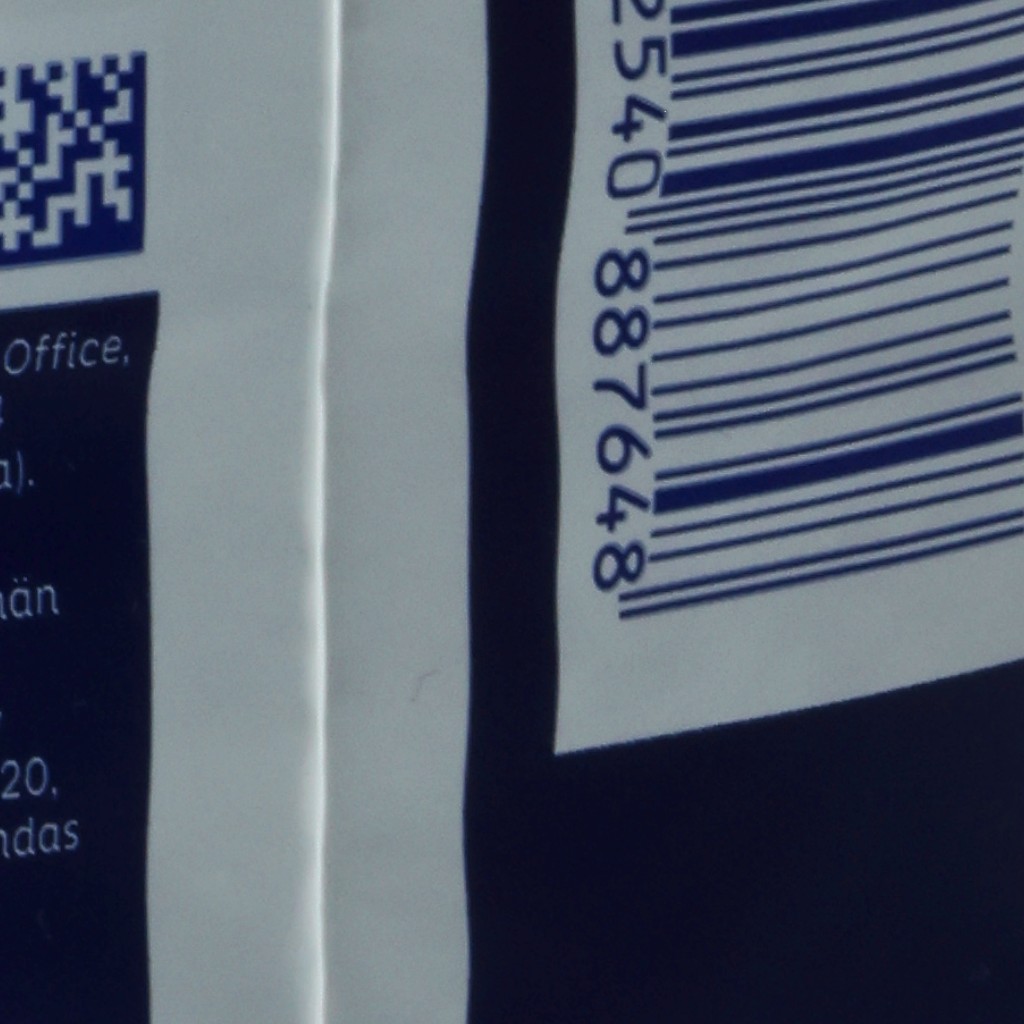 Office,
a).
än
20,
ndas
2540
887648